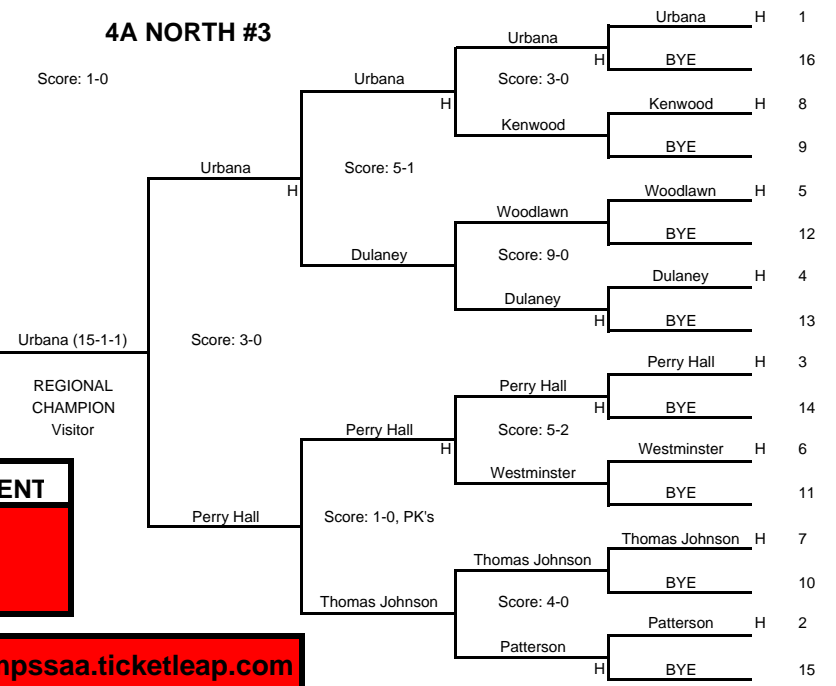 4A NORTH #3
Urbana H 1
Urbana
H BYE 16
Score: 1-0 Urbana Score: 3-0
H Kenwood H 8
Kenwood
BYE 9
Urbana Score: 5-1
H Woodlawn H 5
Woodlawn
BYE 12
Dulaney Score: 9-0
Dulaney H 4
Dulaney
H BYE 13
Urbana (15-1-1) Score: 3-0
Perry Hall H 3
REGIONAL
CHAMPION
Visitor
Perry Hall
H BYE 14
Perry Hall Score: 5-2
H Westminster H 6
Westminster
BYE 11
ENT
Perry Hall Score: 1-0, PK's
Thomas Johnson H 7
Thomas Johnson
BYE 10
Thomas Johnson Score: 4-0
Patterson H 2
Patterson
H BYE 15
mpssaa.ticketleap.com